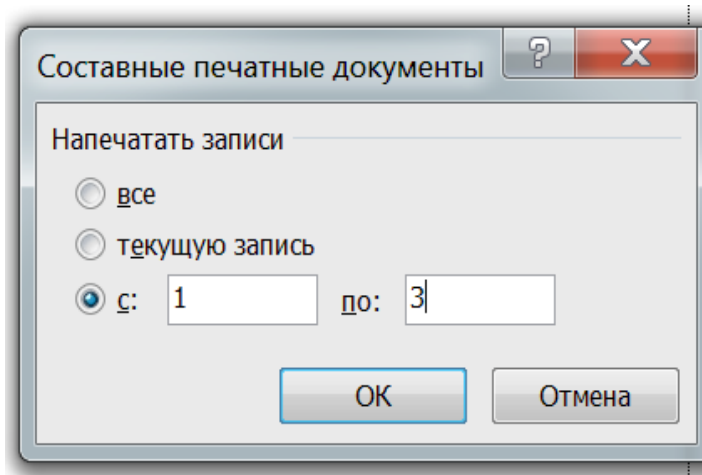 Составные печатные документы
Напечатать записи
все
текущую запись
с: 1 по: 3
ОК Отмена